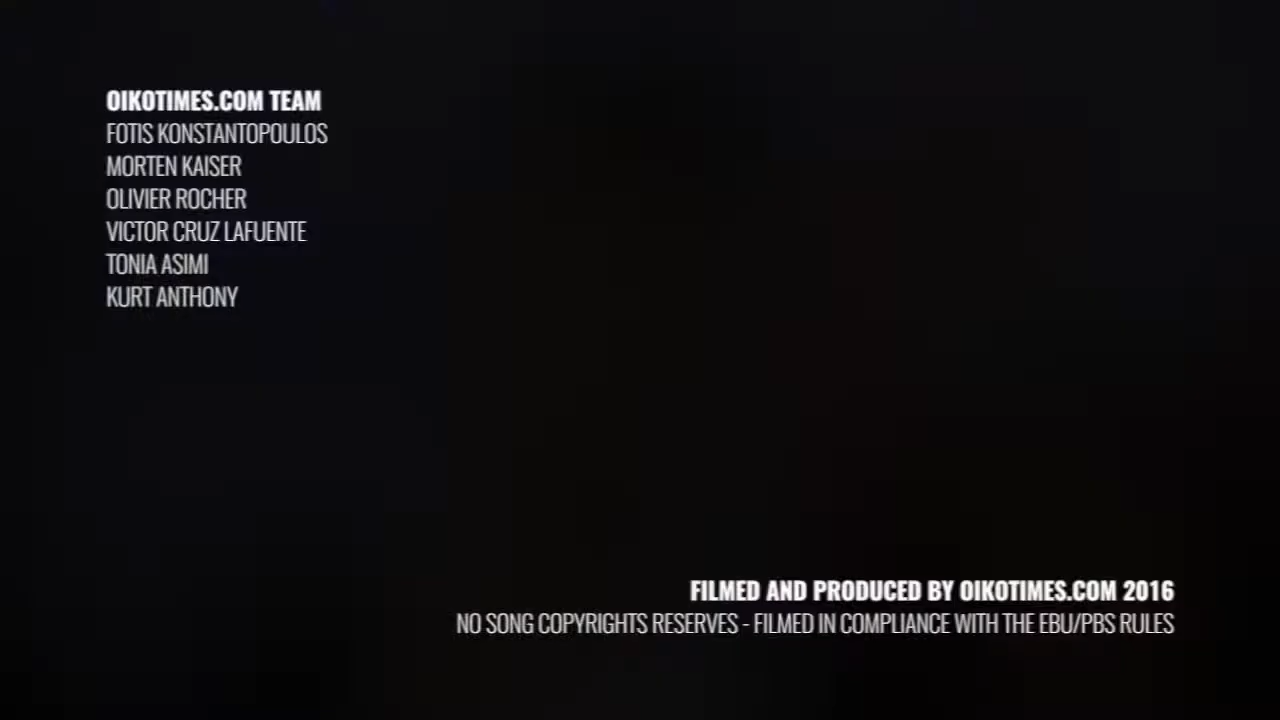 OIKOTIMES.COM TEAM
FOTIS KONSTANTOPOULOS
MORTEN KAISER
OLIVIER ROCHER
VICTOR CRUZ LAFUENTE
TONIA ASIMI
KURT ANTHONY
FILMED AND PRODUCED BY OIKOTIMES.COM 2016
NO SONG COPYRIGHTS RESERVES - FILMED IN COMPLIANCE WITH THE EBU/PBS RULES